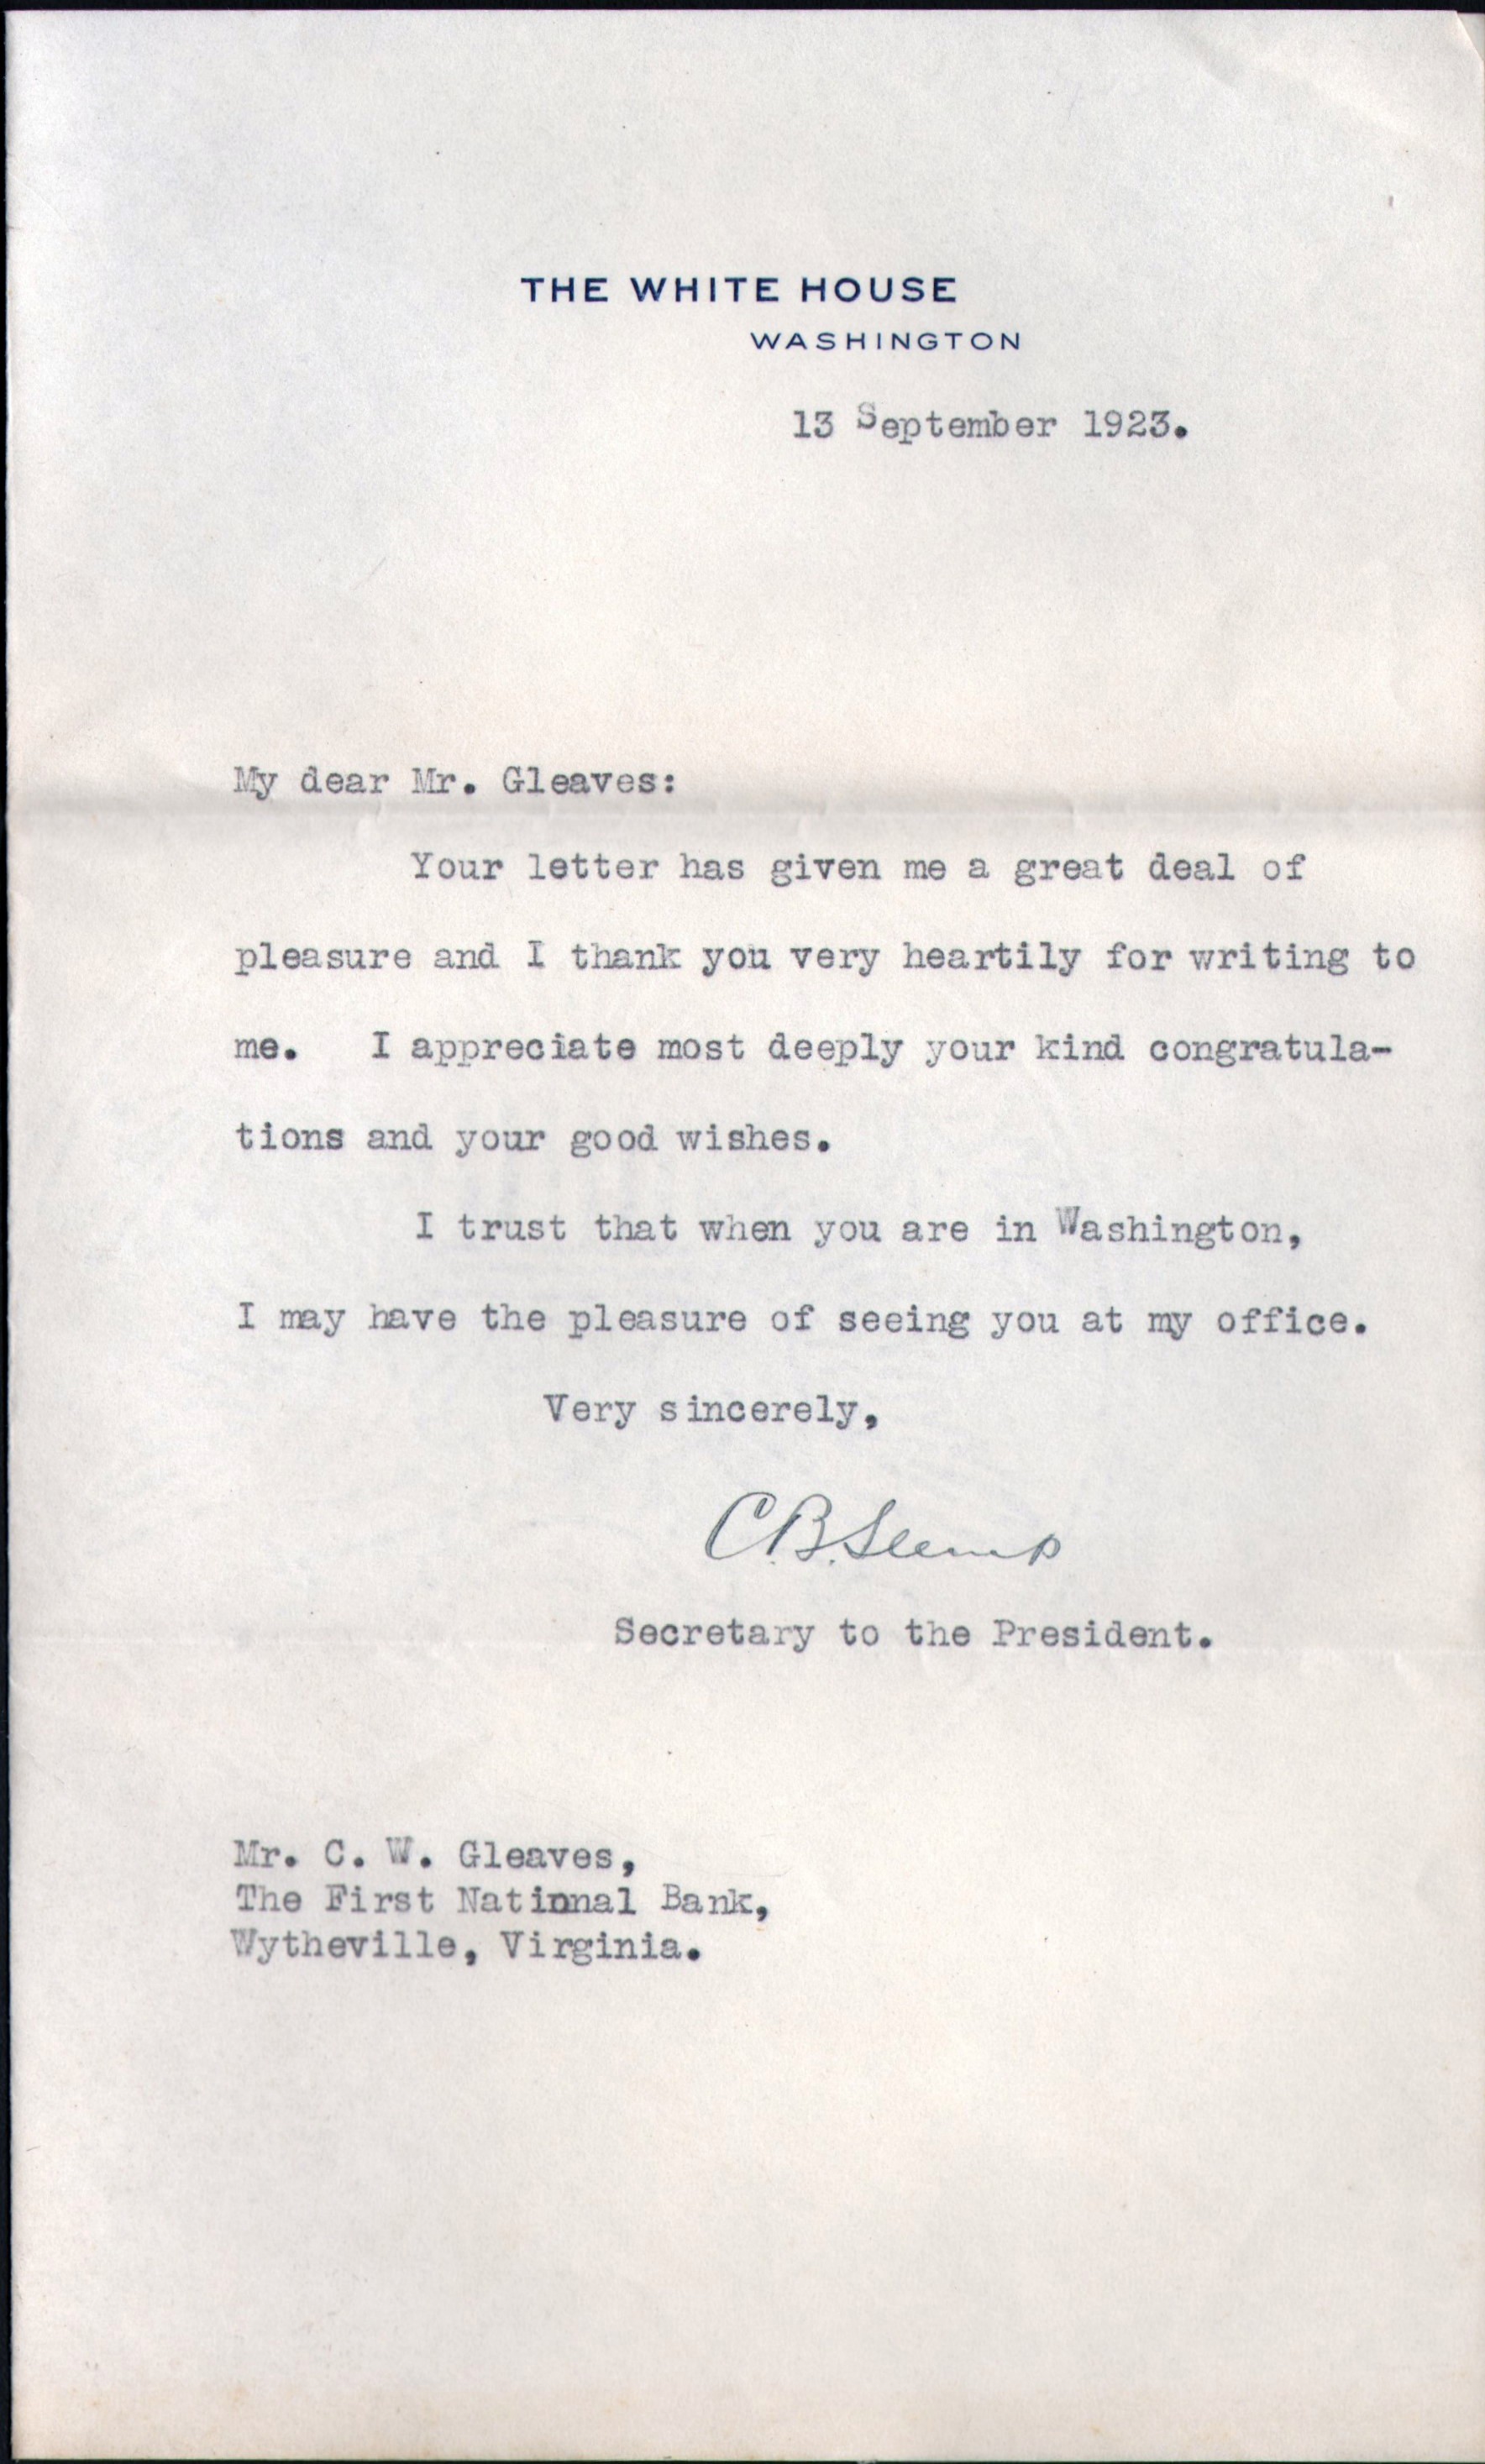 THE WHITE HOUSE
WASHINGTON
13 September 1923.
My dear Mr. Gleaves:
Your letter has given me a great deal of
pleasure and I thank you very heartily for writing to
me. I appreciate most deeply your kind congratula-
tions and your good wishes.
I trust that when you are in Washington,
I may have the pleasure of seeing you at my office.
Very sincerely,
C.B. Slemp
Secretary to the President.
Mr. C. W. Gleaves,
The First National Bank,
Wytheville, Virginia.